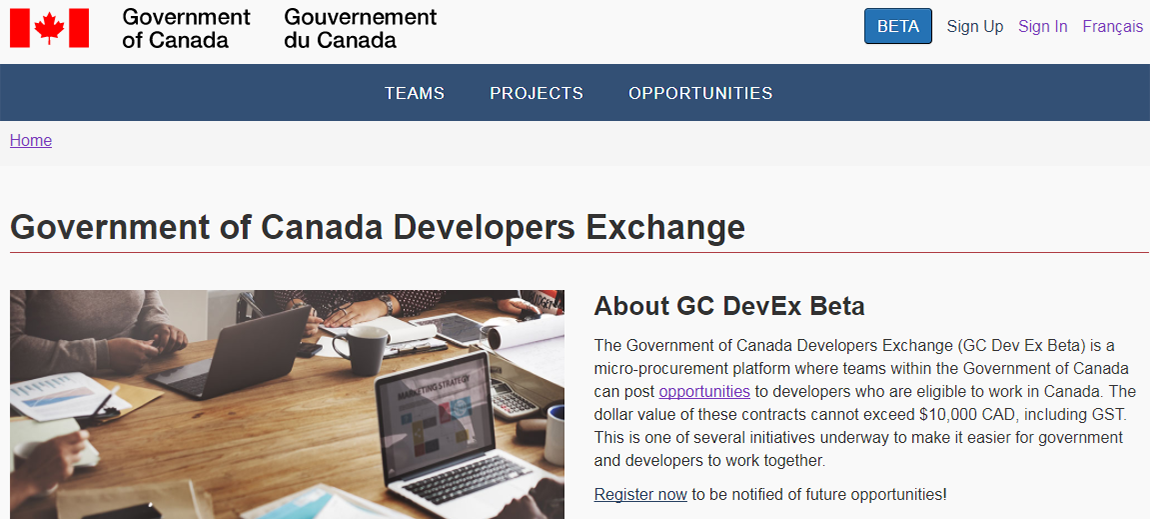 Government of Canada
Gouvernement du Canada
BETA Sign Up Sign In Français
TEAMS PROJECTS OPPORTUNITIES
Home
Government of Canada Developers Exchange
MARKETING STRATEGY
About GC DevEx Beta
The Government of Canada Developers Exchange (GC Dev Ex Beta) is a
micro-procurement platform where teams within the Government of Canada
can post opportunities to developers who are eligible to work in Canada. The
dollar value of these contracts cannot exceed $10,000 CAD, including GST.
This is one of several initiatives underway to make it easier for government
and developers to work together.
Register now to be notified of future opportunities!